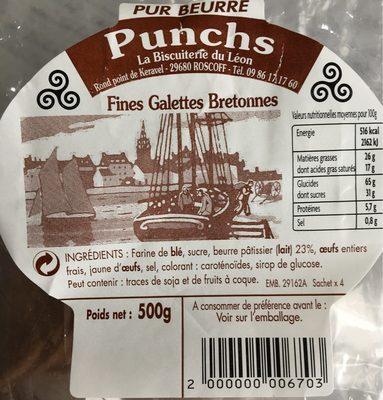 PUR BEURRE
Punchs
La Biscuiterie du Léon
Rond point de Keravel - 29680 ROSCOFF - Tél. 09 86 17 17 60
Fines Galettes Bretonnes
Valeurs nutritionnelles moyennes pour 100g
Energie 516 kcal
2162 kJ
Matières grasses 26 g
dont acides gras saturés 17 g
Glucides 65 g
dont sucres 31 g
Protéines 5,7 g
Sel 0,8 g
INGRÉDIENTS : Farine de blé, sucre, beurre pâtissier (lait) 23%, œufs entiers
frais, jaune d'œufs, sel, colorant : caroténoïdes, sirop de glucose.
Peut contenir : traces de soja et de fruits à coque. EMB. 29162A Sachet x 4
Poids net : 500g
A consommer de préférence avant le :
Voir sur l'emballage.
2 000000 006703